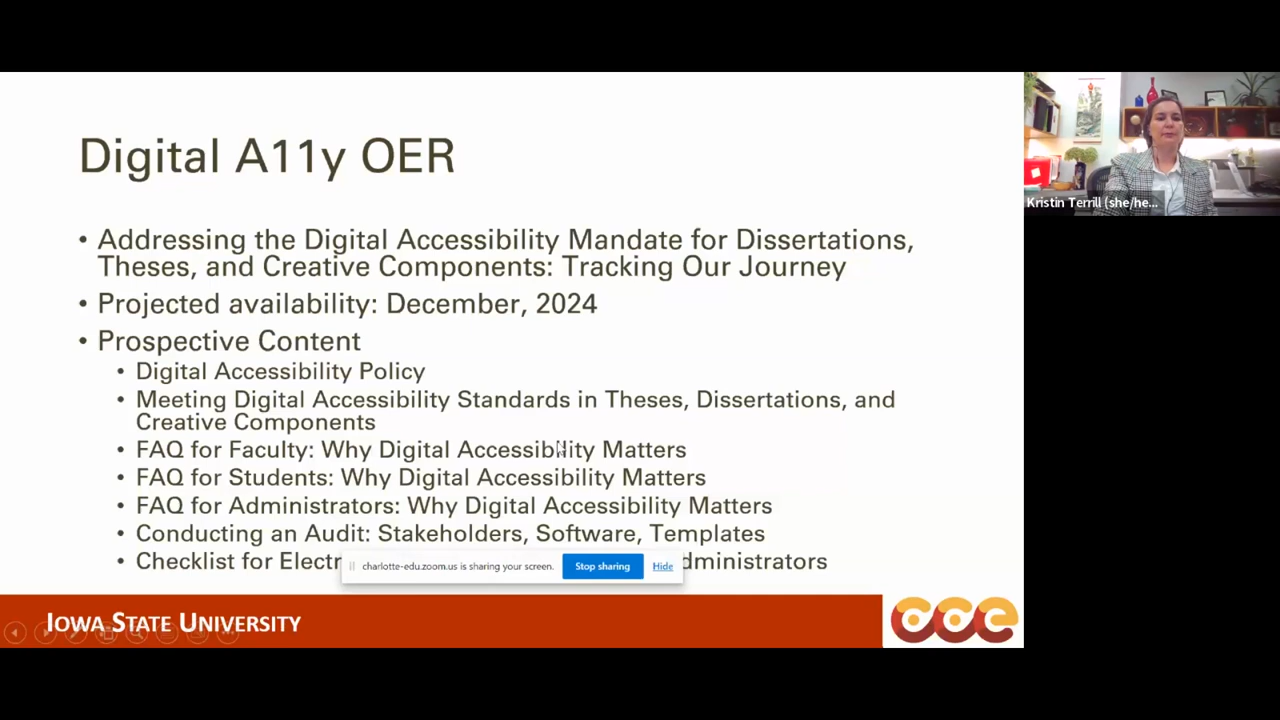 Digital A11y OER
• Addressing the Digital Accessibility Mandate for Dissertations,
Theses, and Creative Components: Tracking Our Journey
• Projected availability: December, 2024
• Prospective Content
• Digital Accessibility Policy
• Meeting Digital Accessibility Standards in Theses, Dissertations, and
Creative Components
• FAQ for Faculty: Why Digital Accessibility Matters
• FAQ for Students: Why Digital Accessibility Matters
• FAQ for Administrators: Why Digital Accessibility Matters
• Conducting an Audit: Stakeholders, Software, Templates
• Checklist for
charlotte-edu.zoom.us is sharing your screen. Stop sharing Hide
IOWA STATE UNIVERSITY
cce
Kristin Terrill (she/he...